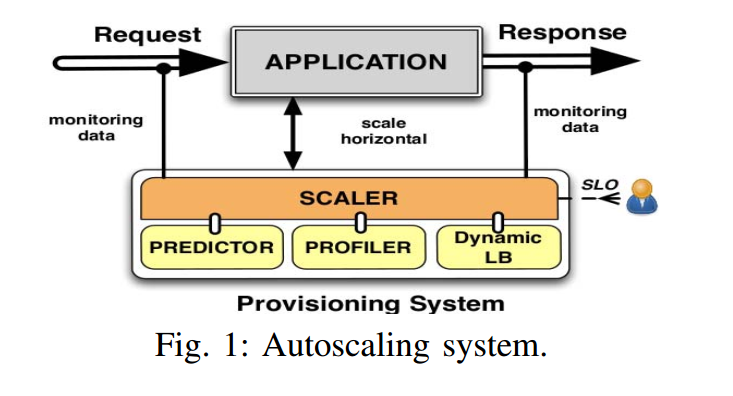 Request
Response
APPLICATION
monitoring
data
scale
horizontal
monitoring
data
SCALER
SLO
PREDICTOR
PROFILER
Dynamic
LB
Provisioning System
Fig. 1: Autoscaling system.